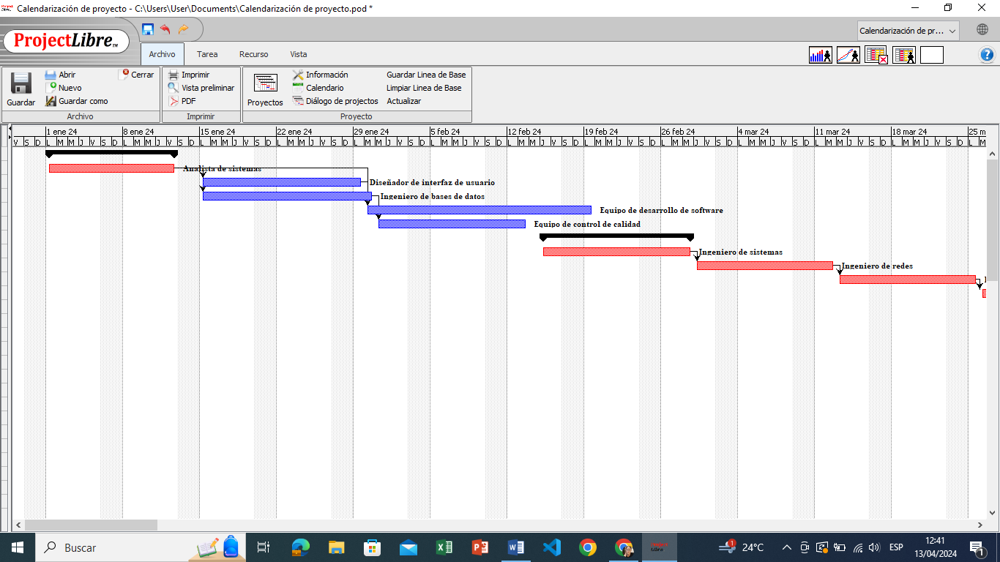 Calendarización de proyecto - C:\Users\User\Documents\Calendarización de proyecto.pod *
ProjectLibre TM
Calendarización de pr...
Archivo Tarea Recurso Vista
Guardar
Abrir
Nuevo
Guardar como
Cerrar
Archivo
Imprimir
Vista preliminar
PDF
Imprimir
Proyectos
Información
Calendario
Diálogo de projectos
Guardar Linea de Base
Limpiar Linea de Base
Actualizar
Proyecto
1 ene 24 8 ene 24 15 ene 24 22 ene 24 29 ene 24 5 feb 24 12 feb 24 19 feb 24 26 feb 24 4 mar 24 11 mar 24 18 mar 24 25 m
V S D L M M J V S D L M M J V S D L M M J V S D L M M J V S D L M M J V S D L M M J V S D L M M J V S D L M M J V S D L M M J V S D L M M J V S D L M M J V S D L M M J V S D L M
Analista de sistemas
Diseñador de interfaz de usuario
Ingeniero de bases de datos
Equipo de desarrollo de software
Equipo de control de calidad
Ingeniero de sistemas
Ingeniero de redes
Buscar
1
24°C
ESP
12:41
13/04/2024
1